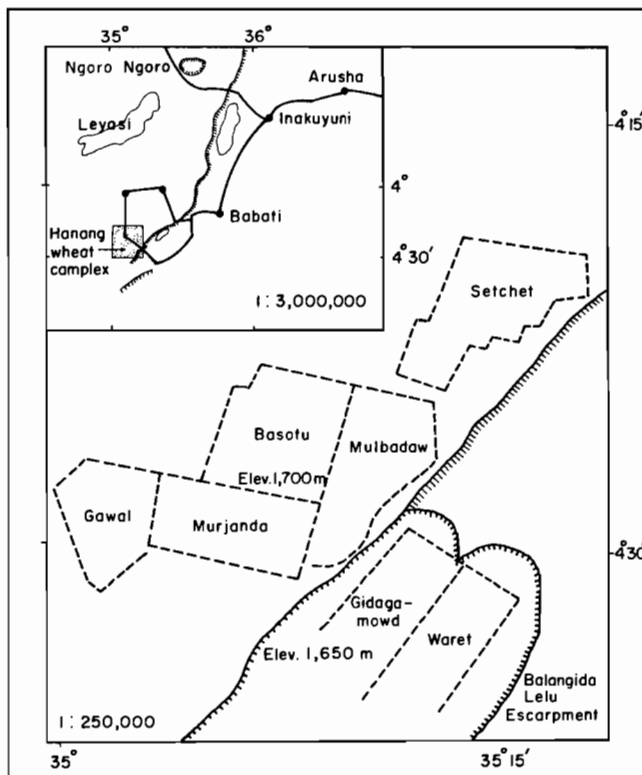 35°
36°
Ngoro Ngoro
Arusha
Leyasi
Inakuyuni
4°
Babati
Hanang
wheat
camplex
4°30'
1:3,000,000
4°15'
Setchet
Basotu
Mulbadaw
Elev. 1,700 m
Gawal
Murjanda
4°30'
Gidaga-
mowd
Waret
Elev. 1,650 m
Balangida
Lelu
Escarpment
1:250,000
35°
35°15'